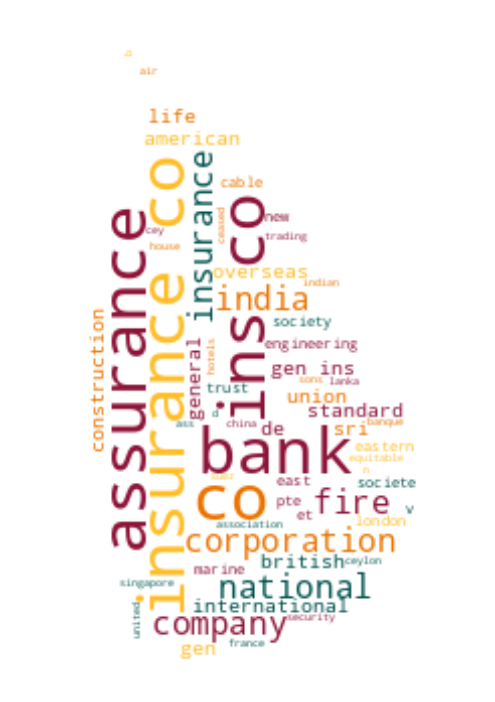 n
air
life
american
insurance co
assurance
insurance
cable
ins co
new
cey
ceased
trading
house
overseas
indian
india
construction
society
general
hotels
engineering
gen ins
sons
lanka
trust
union
d
standard
ass
china
de
sri
banque
bank
eastern
equitable
n
suez
east
societe
co
pte
fire
et
v
association
london
corporation
british
ceylon
marine
singapore
national
international
united
company
security
gen
france